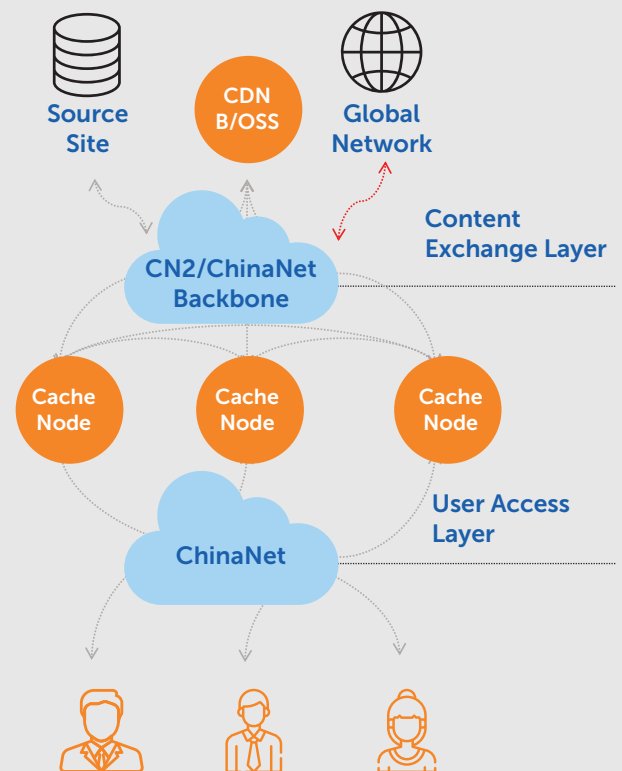 CDN
B/OSS
Source
Site
Global
Network
Content
Exchange Layer
CN2/ChinaNet
Backbone
Cache
Node
Cache
Node
Cache
Node
User Access
Layer
ChinaNet